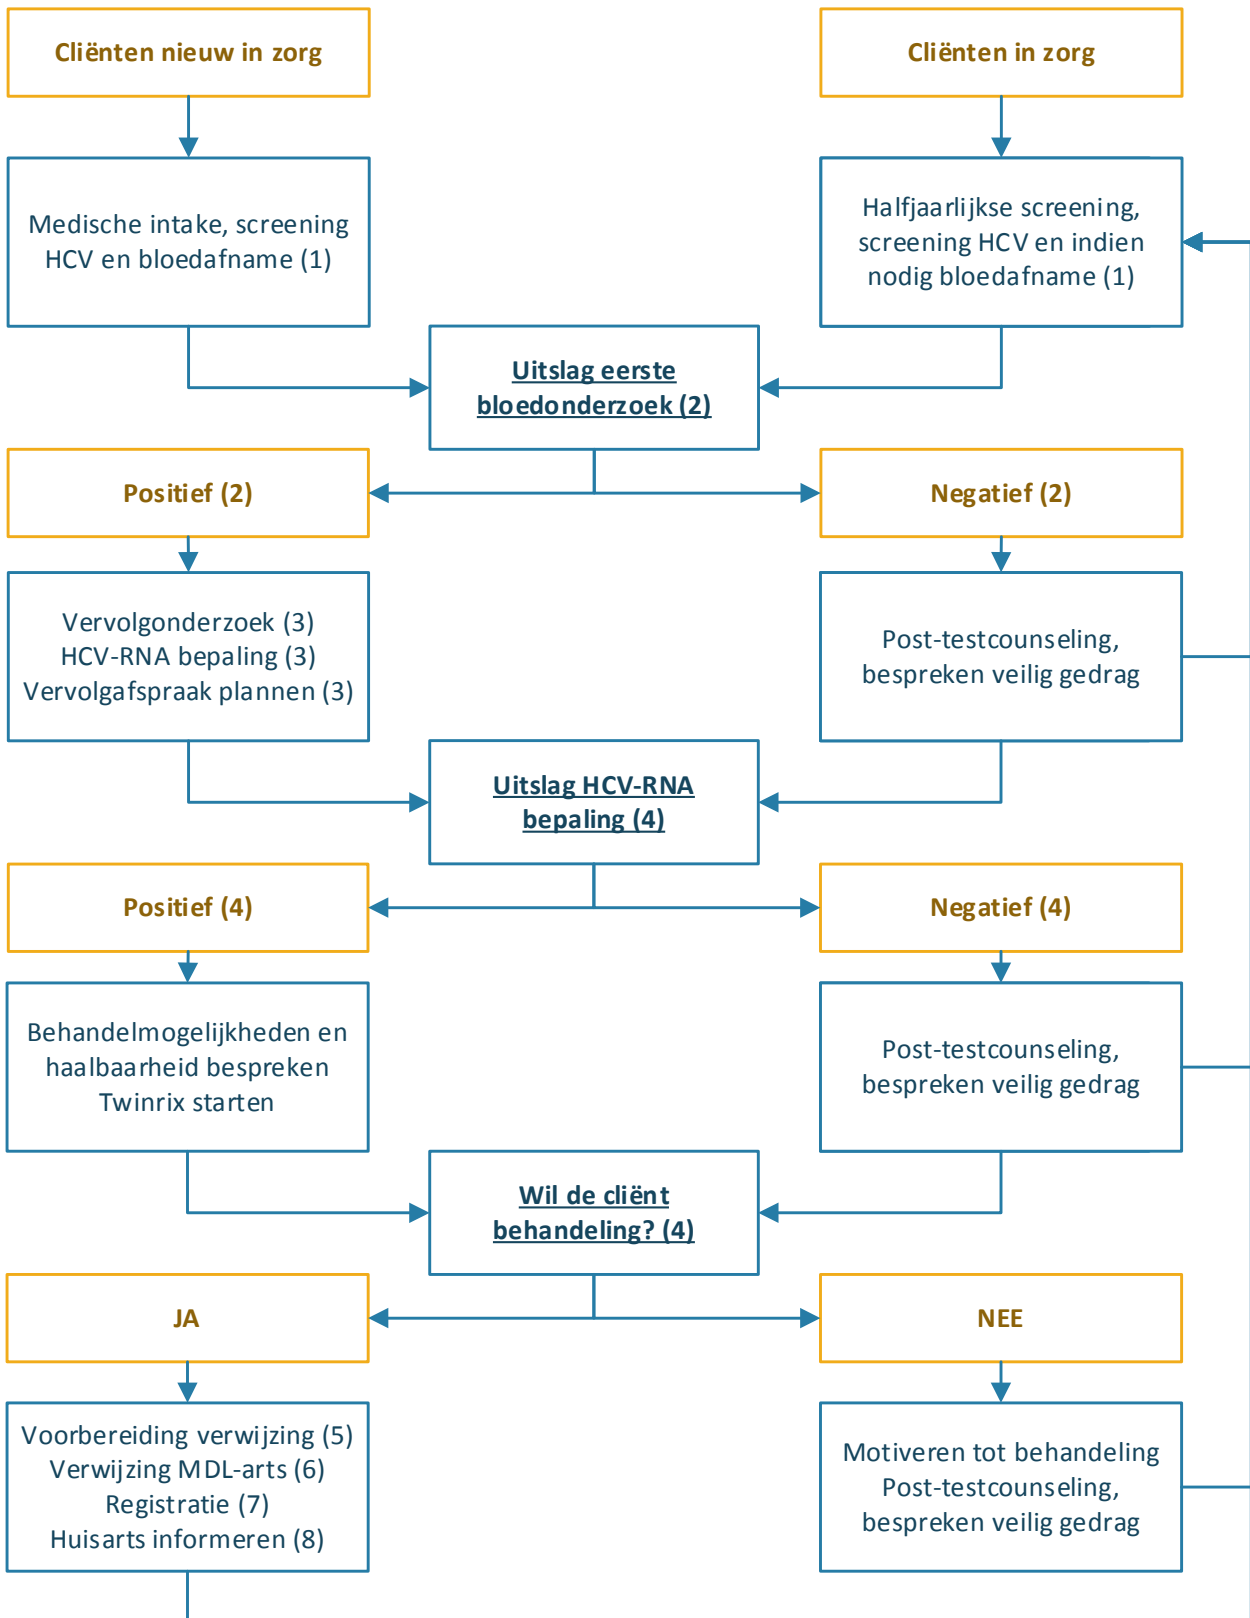 Cliënten nieuw in zorg
Cliënten in zorg
Medische intake, screening
HCV en bloedafname (1)
Halfjaarlijkse screening,
screening HCV en indien
nodig bloedafname (1)
Uitslag eerste
bloedonderzoek (2)
Positief (2)
Negatief (2)
Vervolgonderzoek (3)
HCV-RNA bepaling (3)
Vervolgafspraak plannen (3)
Post-testcounseling,
bespreken veilig gedrag
Uitslag HCV-RNA
bepaling (4)
Positief (4)
Negatief (4)
Behandelmogelijkheden en
haalbaarheid bespreken
Twinrix starten
Post-testcounseling,
bespreken veilig gedrag
Wil de cliënt
behandeling? (4)
JA
NEE
Voorbereiding verwijzing (5)
Verwijzing MDL-arts (6)
Registratie (7)
Huisarts informeren (8)
Motiveren tot behandeling
Post-testcounseling,
bespreken veilig gedrag